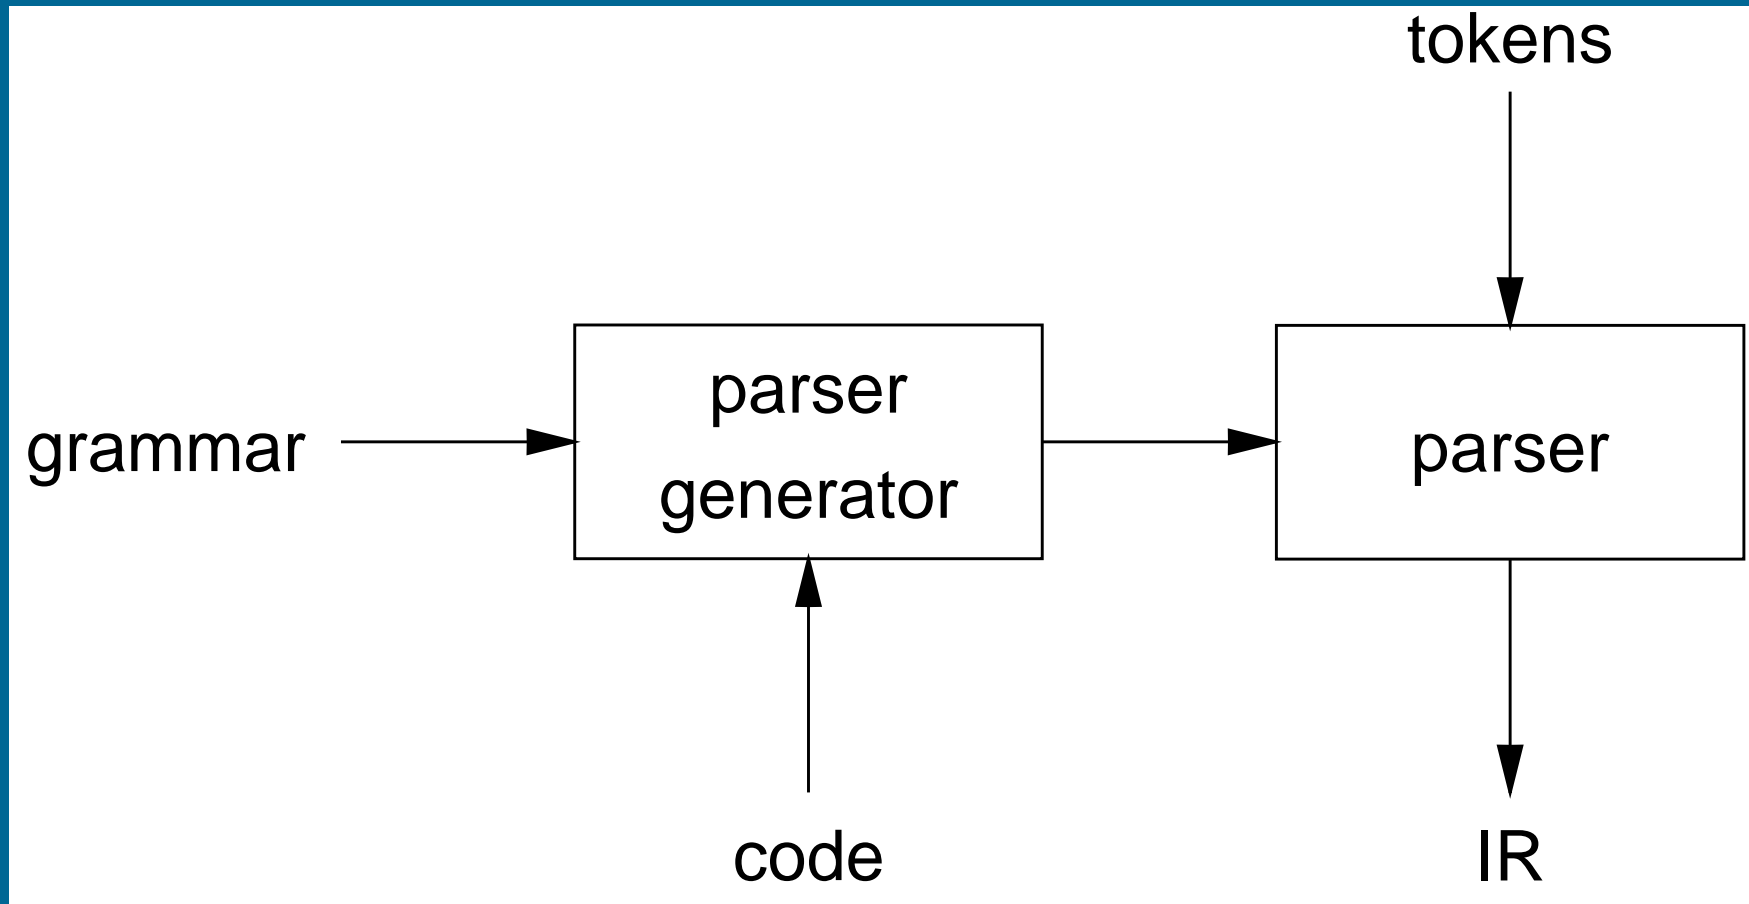 tokens
parser
generator
grammar
parser
code
IR